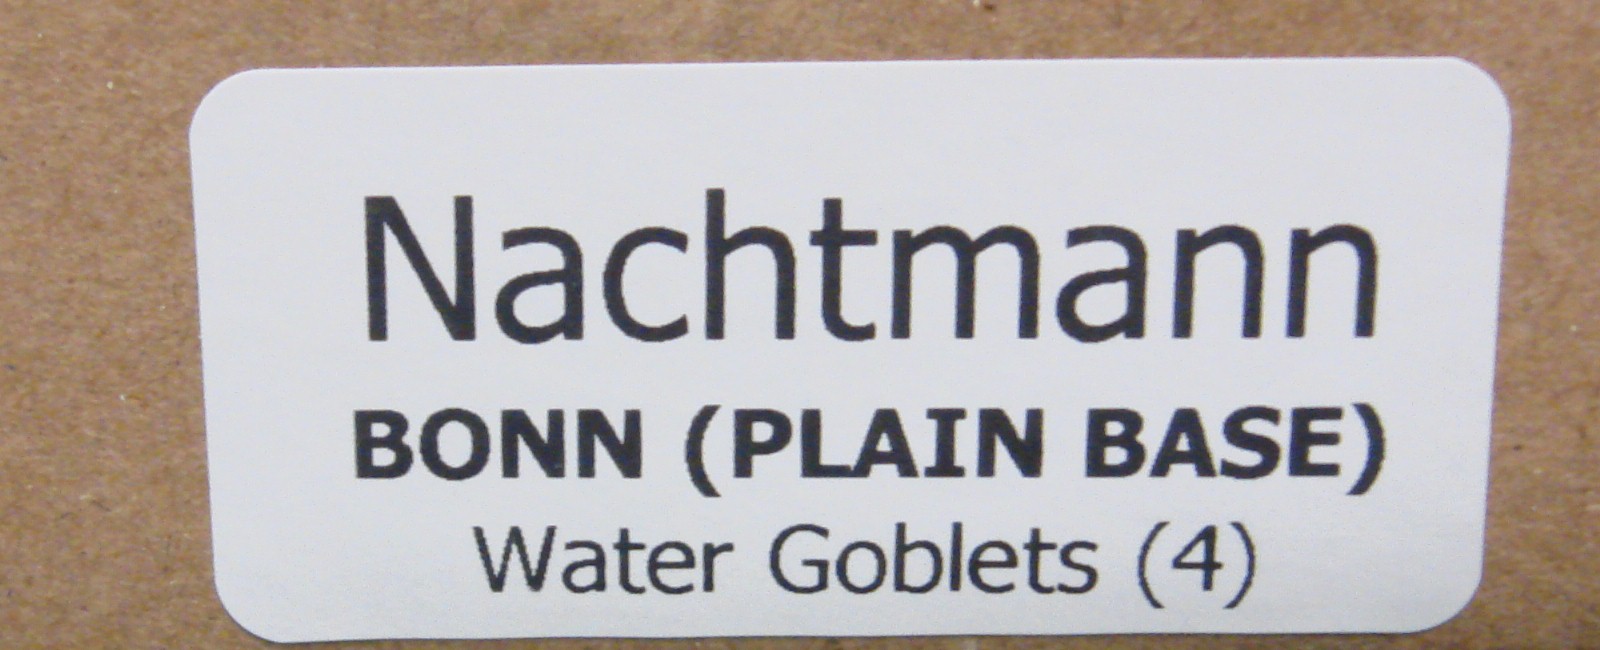 Nachtmann
BONN (PLAIN BASE)
Water Goblets (4)